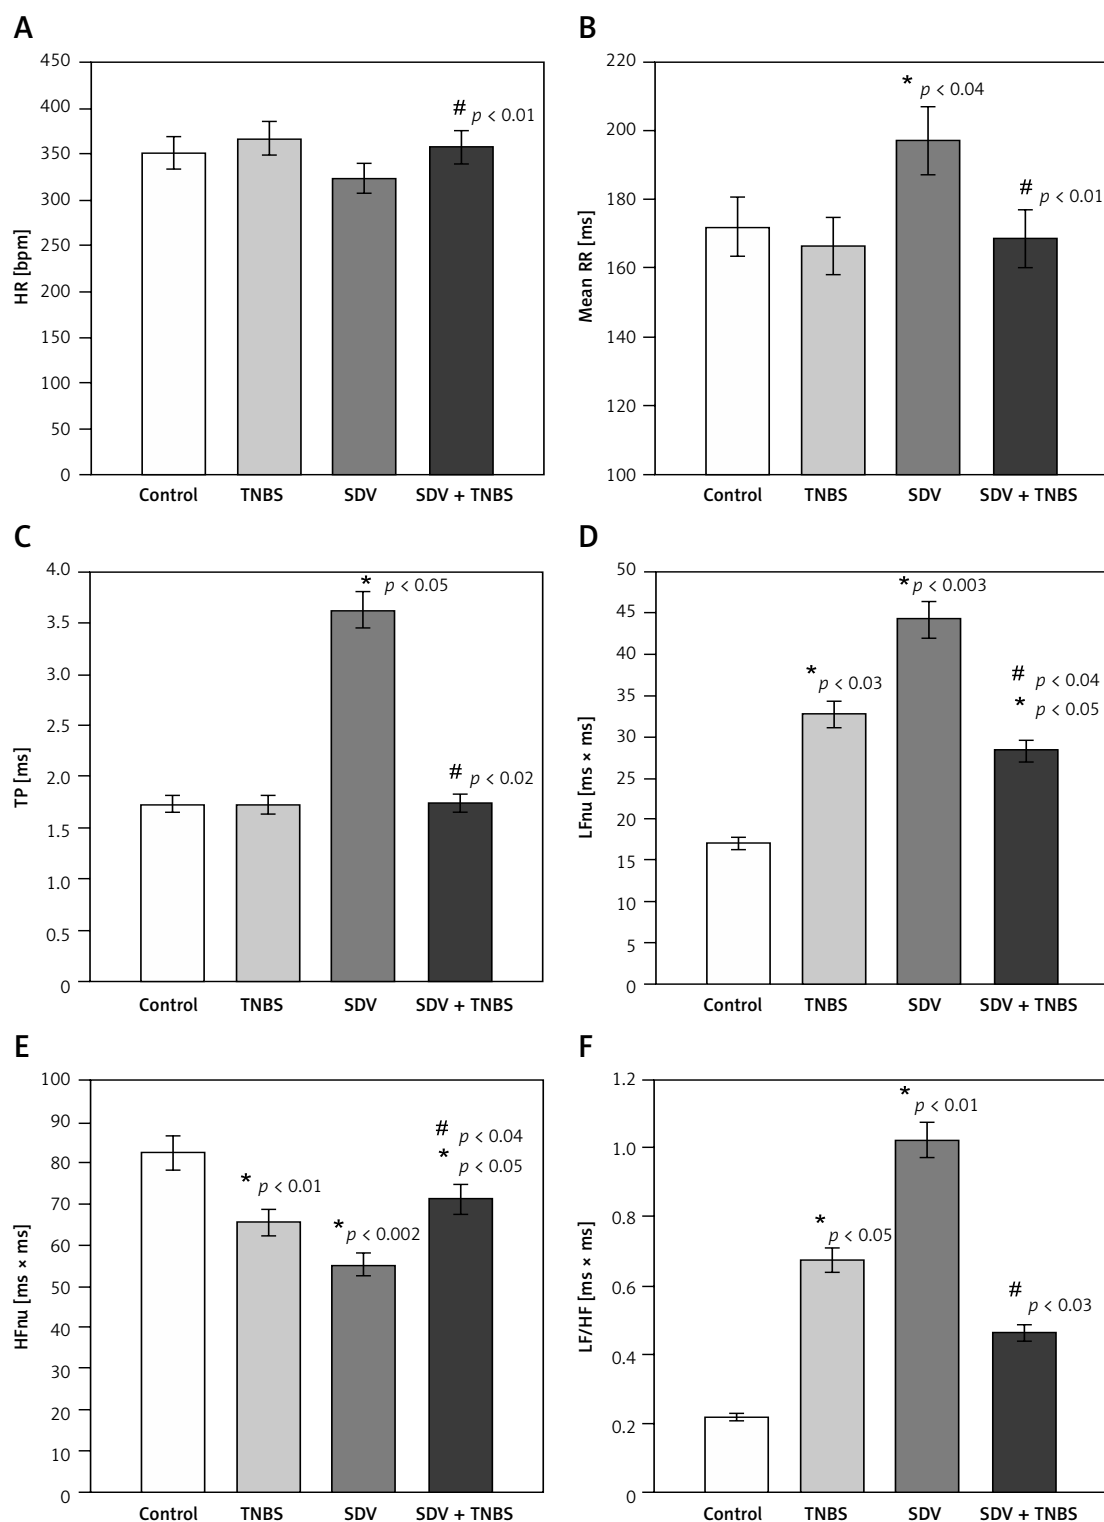 A
HR [bpm]
450
400
350
300
250
200
150
100
50
0
# p < 0.01
Control TNBS SDV SDV + TNBS
B
Mean RR [ms]
220
200
180
160
140
120
100
* p < 0.04
# p < 0.01
Control TNBS SDV SDV + TNBS
C
TP [ms]
4.0
3.5
3.0
2.5
2.0
1.5
1.0
0.5
0
* p < 0.05
# p < 0.02
Control TNBS SDV SDV + TNBS
D
LFnu [ms × ms]
50
45
40
35
30
25
20
15
10
5
0
* p < 0.03
* p < 0.003
# p < 0.04
* p < 0.05
Control TNBS SDV SDV + TNBS
E
HFnu [ms × ms]
100
90
80
70
60
50
40
30
20
10
0
* p < 0.01
* p < 0.002
# p < 0.04
* p < 0.05
Control TNBS SDV SDV + TNBS
F
LF/HF [ms × ms]
1.2
1.0
0.8
0.6
0.4
0.2
0
* p < 0.05
* p < 0.01
# p < 0.03
Control TNBS SDV SDV + TNBS